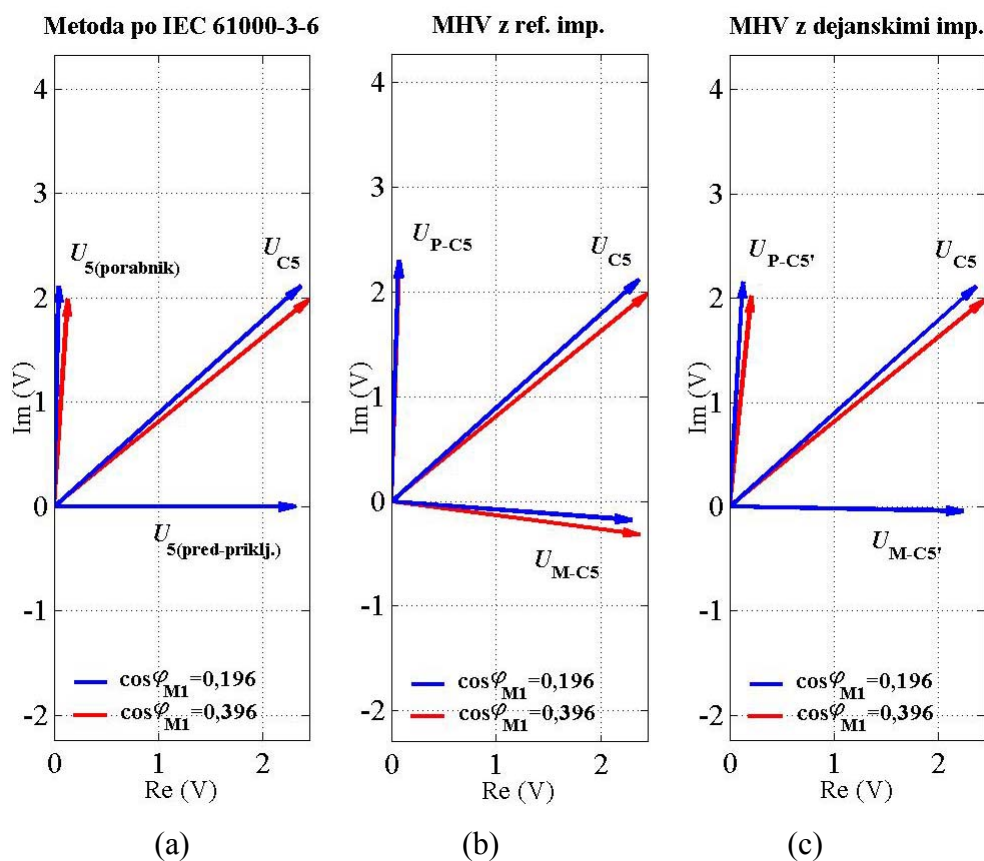 Metoda po IEC 61000-3-6
MHV z ref. imp.
MHV z dejanskimi imp.
4
3
2
1
0
-1
-2
Im (V)
U5(porabnik)
UC5
U5(pred-priklj.)
cosφM1=0,196
cosφM1=0,396
0
1
2
Re (V)
4
3
2
1
0
-1
-2
Im (V)
UP-C5
UC5
UM-C5
cosφM1=0,196
cosφM1=0,396
0
1
2
Re (V)
4
3
2
1
0
-1
-2
Im (V)
UP-C5'
UC5
UM-C5'
cosφM1=0,196
cosφM1=0,396
0
1
2
Re (V)
(a)
(b)
(c)